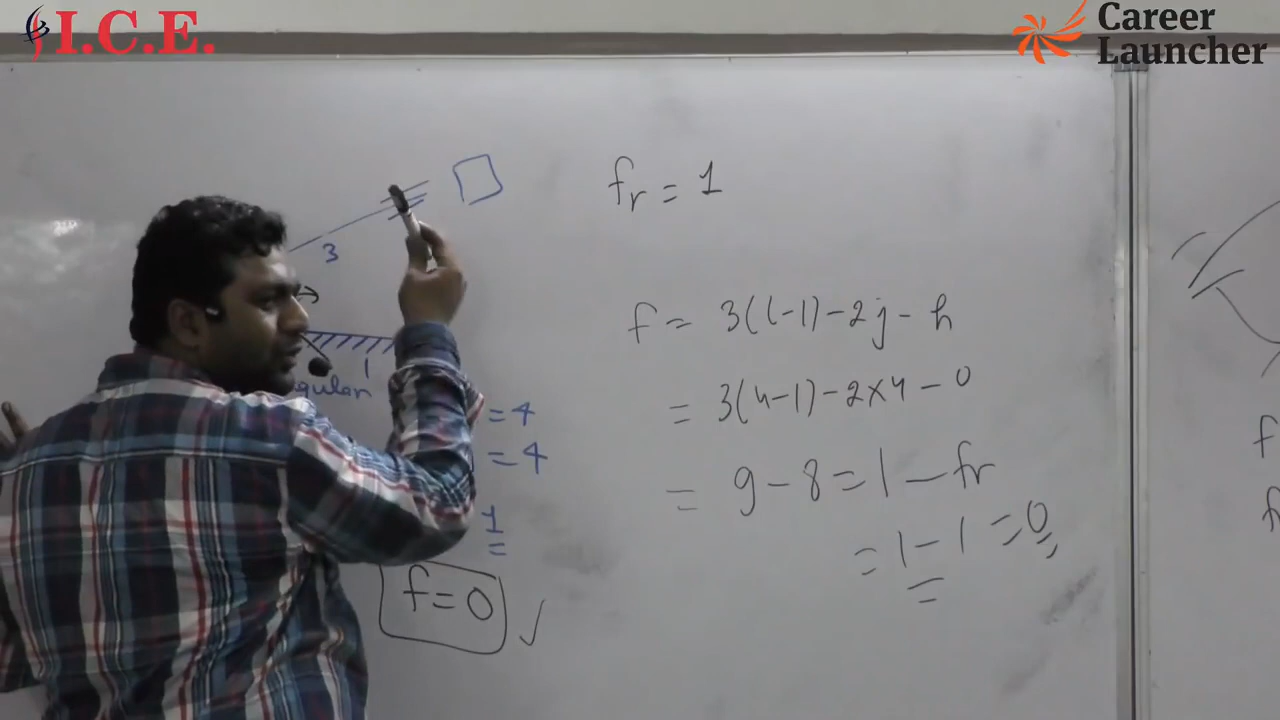 I.C.E.
Career
Launcher
3
fr = 1
f = 3(l-1)-2j-h
= 3(4-1)-2×4-0
= 9-8=1-fr
=1-1=0
1
gular
=4
=4
1
=
f=0 ✓
f